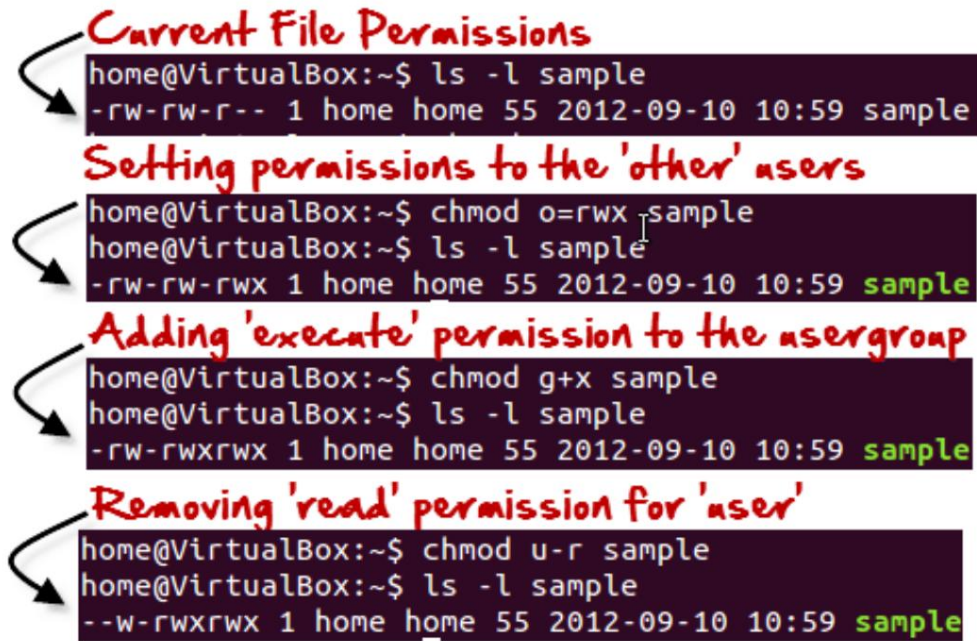 Current File Permissions
home@VirtualBox:~$ ls -l sample
-rw-rw-r-- 1 home home 55 2012-09-10 10:59 sample
Setting permissions to the 'other' users
home@VirtualBox:~$ chmod o=rwx sample
home@VirtualBox:~$ ls -l sample
-rw-rw-rwx 1 home home 55 2012-09-10 10:59 sample
Adding 'execute' permission to the usergroup
home@VirtualBox:~$ chmod g+x sample
home@VirtualBox:~$ ls -l sample
-rw-rwxrwx 1 home home 55 2012-09-10 10:59 sample
Removing 'read' permission for 'user'
home@VirtualBox:~$ chmod u-r sample
home@VirtualBox:~$ ls -l sample
--w-rwxrwx 1 home home 55 2012-09-10 10:59 sample